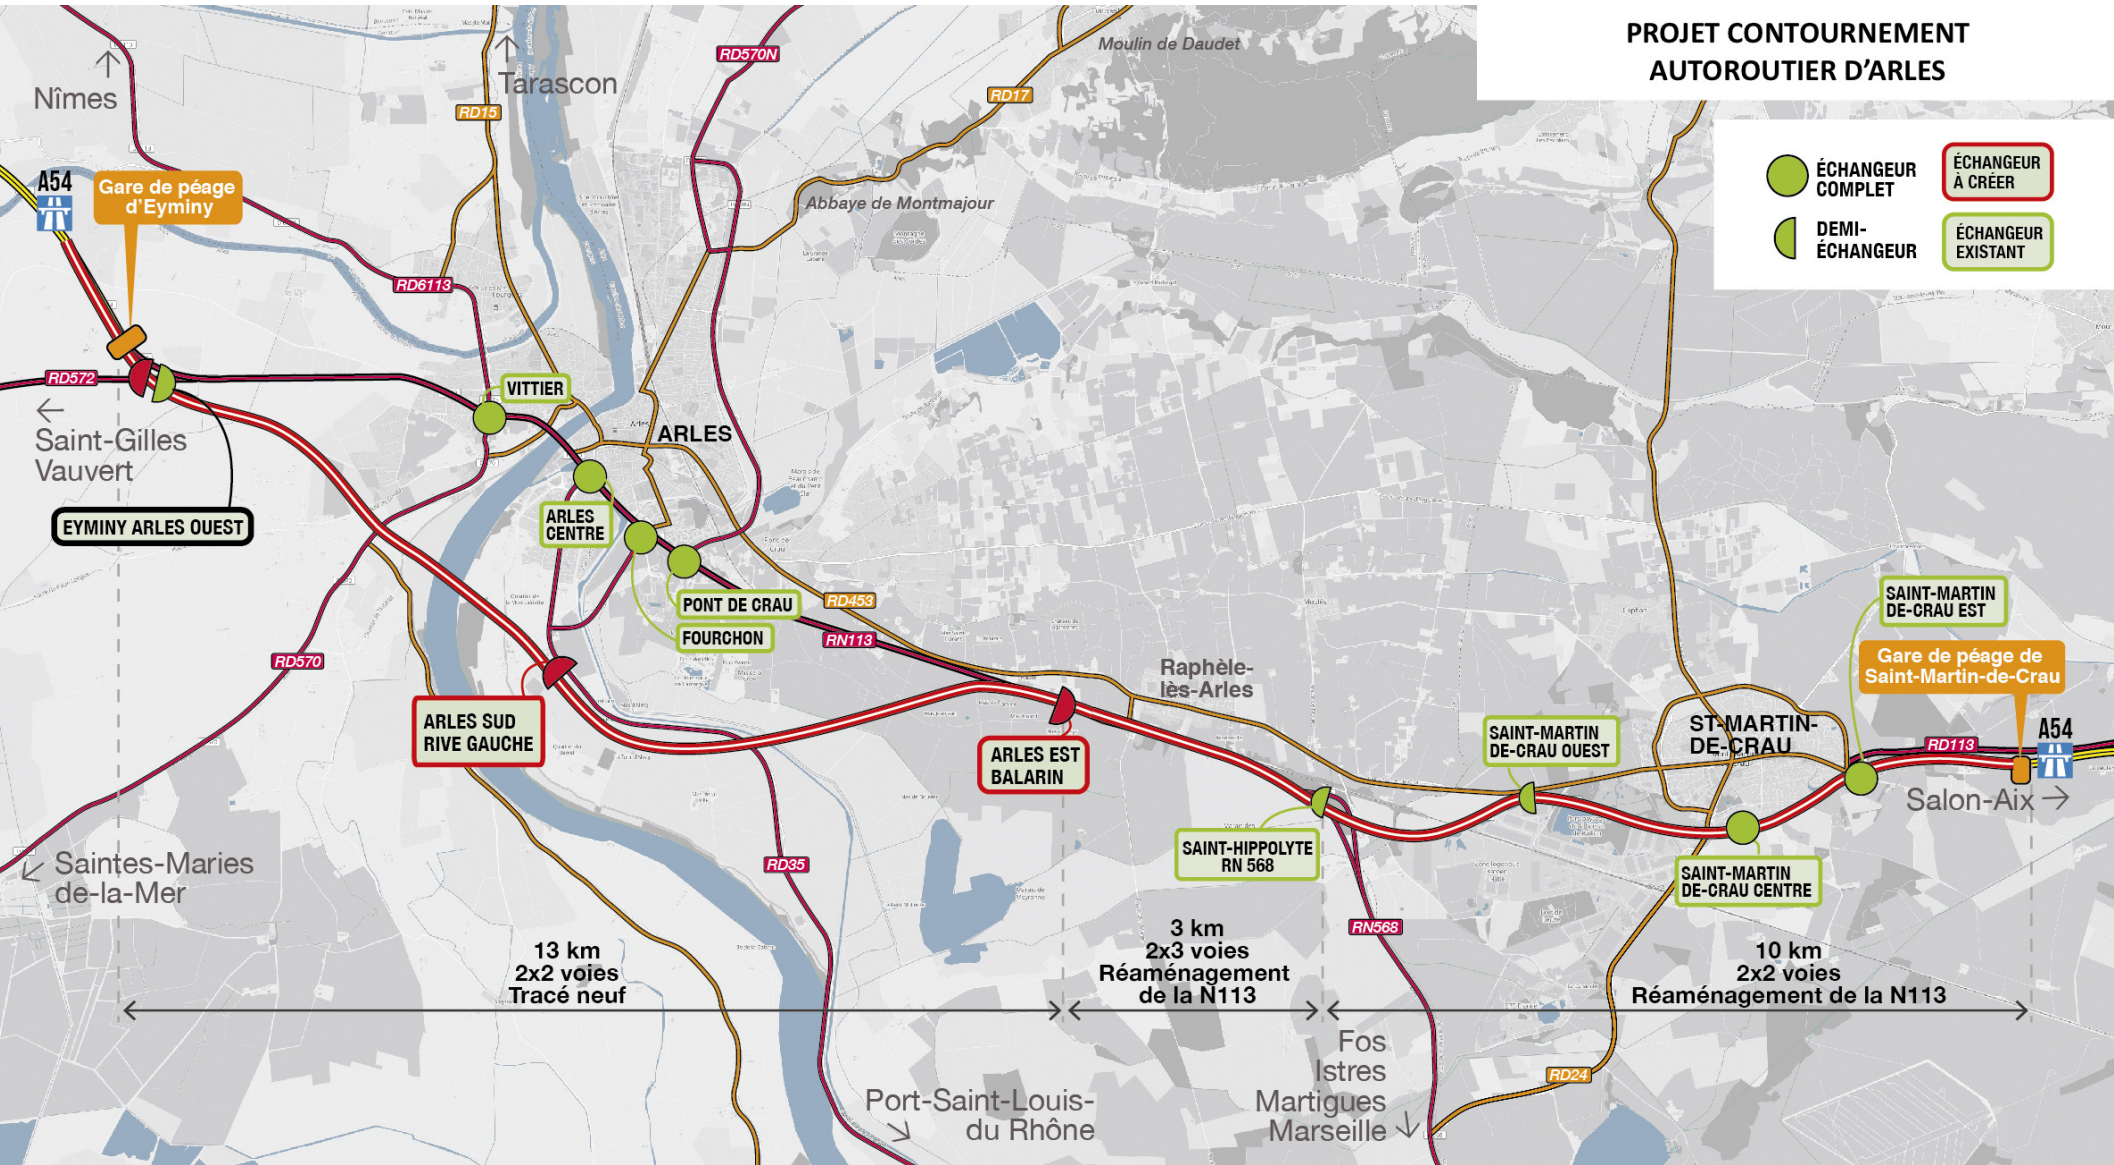 PROJET CONTOURNEMENT
AUTOROUTIER D'ARLES
ÉCHANGEUR
COMPLET
ÉCHANGEUR
À CRÉER
DEMI-
ÉCHANGEUR
ÉCHANGEUR
EXISTANT
Nîmes
Tarascon
RD570N
Moulin de Daudet
RD15
RD17
A54
Gare de péage
d'Eyminy
Abbaye de Montmajour
RD6113
RD572
VITTIER
Saint-Gilles
Vauvert
ARLES
EYMINY ARLES OUEST
ARLES
CENTRE
PONT DE CRAU
FOURCHON
RD453
RN113
RD570
Raphèle-
lès-Arles
SAINT-MARTIN
DE-CRAU EST
Gare de péage de
Saint-Martin-de-Crau
ARLES SUD
RIVE GAUCHE
ARLES EST
BALARIN
SAINT-MARTIN
DE-CRAU OUEST
ST-MARTIN-
DE-CRAU
RD113
A54
Salon-Aix
SAINT-HIPPOLYTE
RN 568
SAINT-MARTIN
DE-CRAU CENTRE
Saintes-Maries
de-la-Mer
RD35
RN568
13 km
2x2 voies
Tracé neuf
3 km
2x3 voies
Réaménagement
de la N113
10 km
2x2 voies
Réaménagement de la N113
Fos
Istres
Martigues
Marseille
RD24
Port-Saint-Louis-
du Rhône